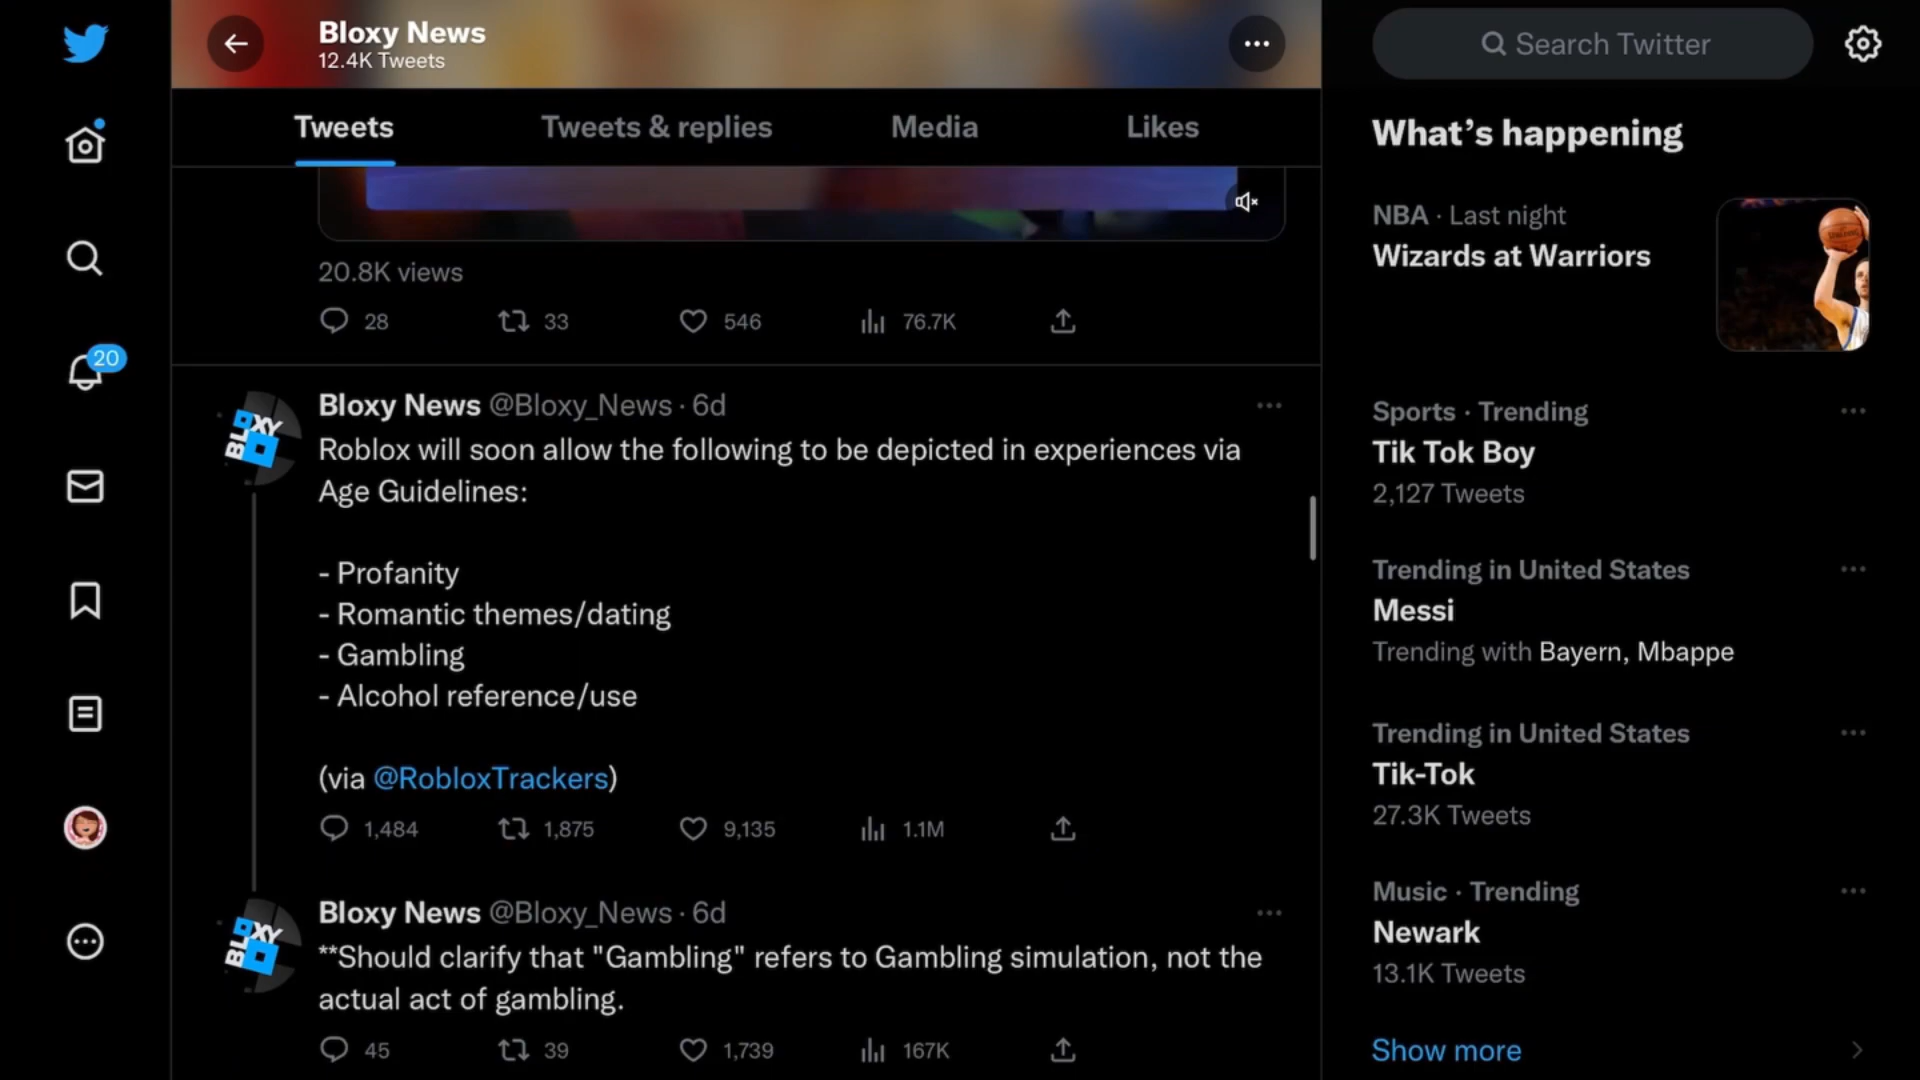 Bloxy News
12.4K Tweets
Search Twitter
Tweets
Tweets & replies
Media
Likes
20
20.8K views
28
33
546
76.7K
BLOXY
Bloxy News @Bloxy_News · 6d
Roblox will soon allow the following to be depicted in experiences via
Age Guidelines:
- Profanity
- Romantic themes/dating
- Gambling
- Alcohol reference/use
(via @RobloxTrackers)
1,484
1,875
9,135
1.1M
BLOXY
Bloxy News @Bloxy_News · 6d
**Should clarify that "Gambling" refers to Gambling simulation, not the
actual act of gambling.
45
39
1,739
167K
What's happening
NBA · Last night
Wizards at Warriors
Sports · Trending
Tik Tok Boy
2,127 Tweets
Trending in United States
Messi
Trending with Bayern, Mbappe
Trending in United States
Tik-Tok
27.3K Tweets
Music · Trending
Newark
13.1K Tweets
Show more